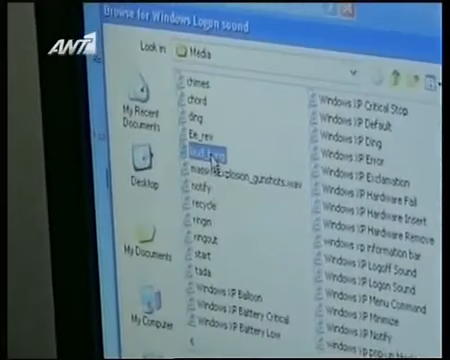 Browse for Windows Logon sound
ANT1
Look in:
Media
My Recent
Documents
Desktop
My Documents
My Computer
chimes
chord
ding
notify
recycle
ringin
ringout
start
tada
Windows XP Balloon
Windows XP Battery Critical
Windows XP Battery Low
Windows XP Critical Stop
Windows XP Default
Windows XP Ding
Windows XP Error
Windows XP Exclamation
Windows XP Hardware Fail
Windows XP Hardware Insert
Windows XP Hardware Remove
Windows XP Information Bar
Windows XP Logoff Sound
Windows XP Logon Sound
Windows XP Menu Command
Windows XP Minimize
Windows XP Notify